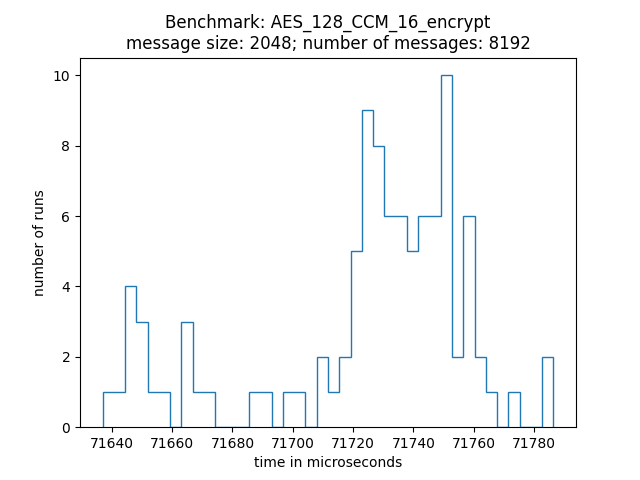 Benchmark: AES_128_CCM_16_encrypt
message size: 2048; number of messages: 8192
10
8
6
4
2
0
number of runs
71640 71660 71680 71700 71720 71740 71760 71780
time in microseconds